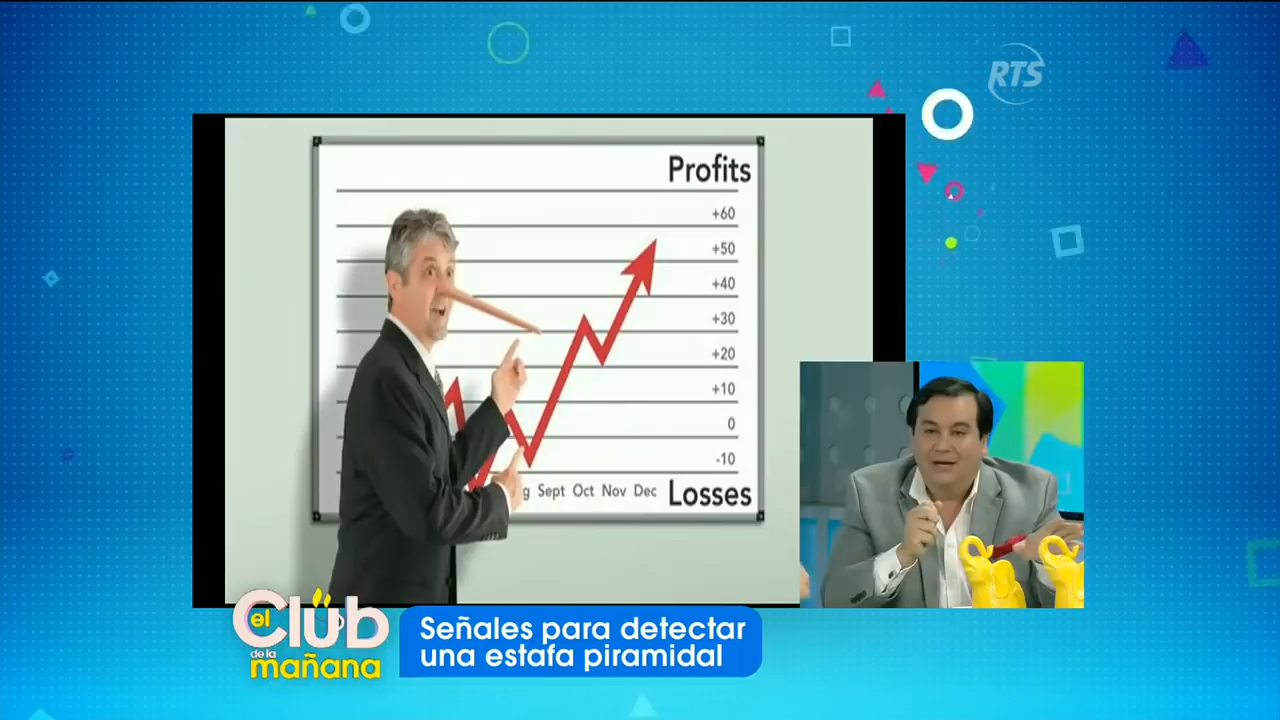 RTS
Profits
+60
+50
+40
+30
+20
+10
0
-10
g Sept Oct Nov Dec
Losses
el Club
de la
mañana
Señales para detectar
una estafa piramidal